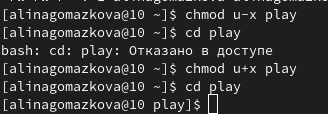 [alinagomazkova@10 ~]$ chmod u-x play
[alinagomazkova@10 ~]$ cd play
bash: cd: play: Отказано в доступе
[alinagomazkova@10 ~]$ chmod u+x play
[alinagomazkova@10 ~]$ cd play
[alinagomazkova@10 play]$